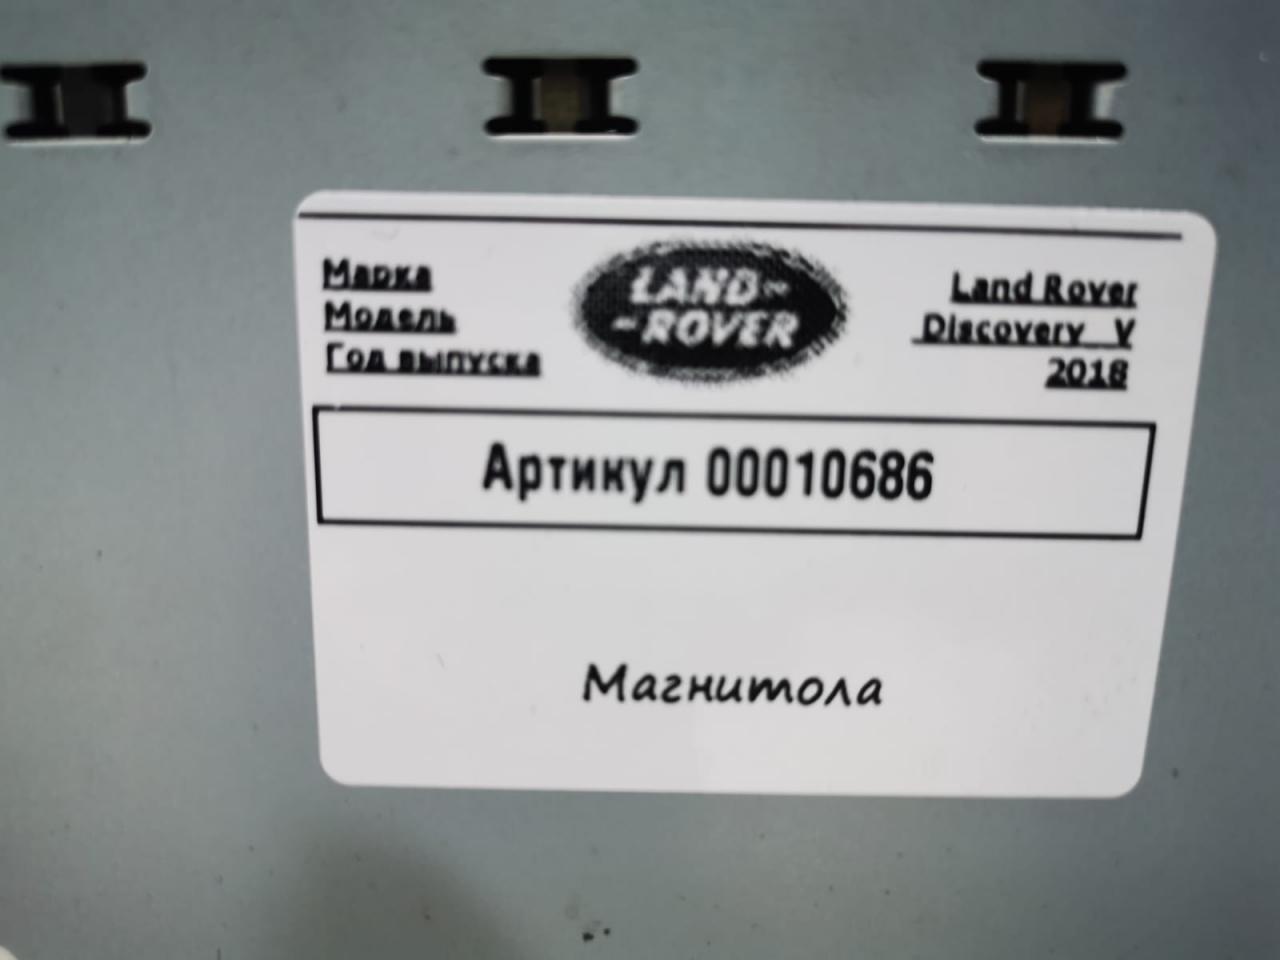 Марка Land Rover
Модель Discovery V
Год выпуска 2018
LAND-
-ROVER
Артикул 00010686
Магнитола